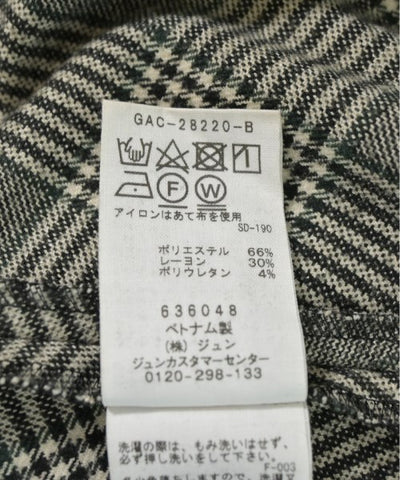 GAC-28220-B
F W
アイロンはあて布を使用
SD-190
ポリエステル 66%
レーヨン 30%
ポリウレタン 4%
636048
ベトナム製
(株) ジュン
ジュンカスタマーセンター
0120-298-133
洗濯の際は、もみ洗いはせず、
必ず押し洗いをしてください。
F-003